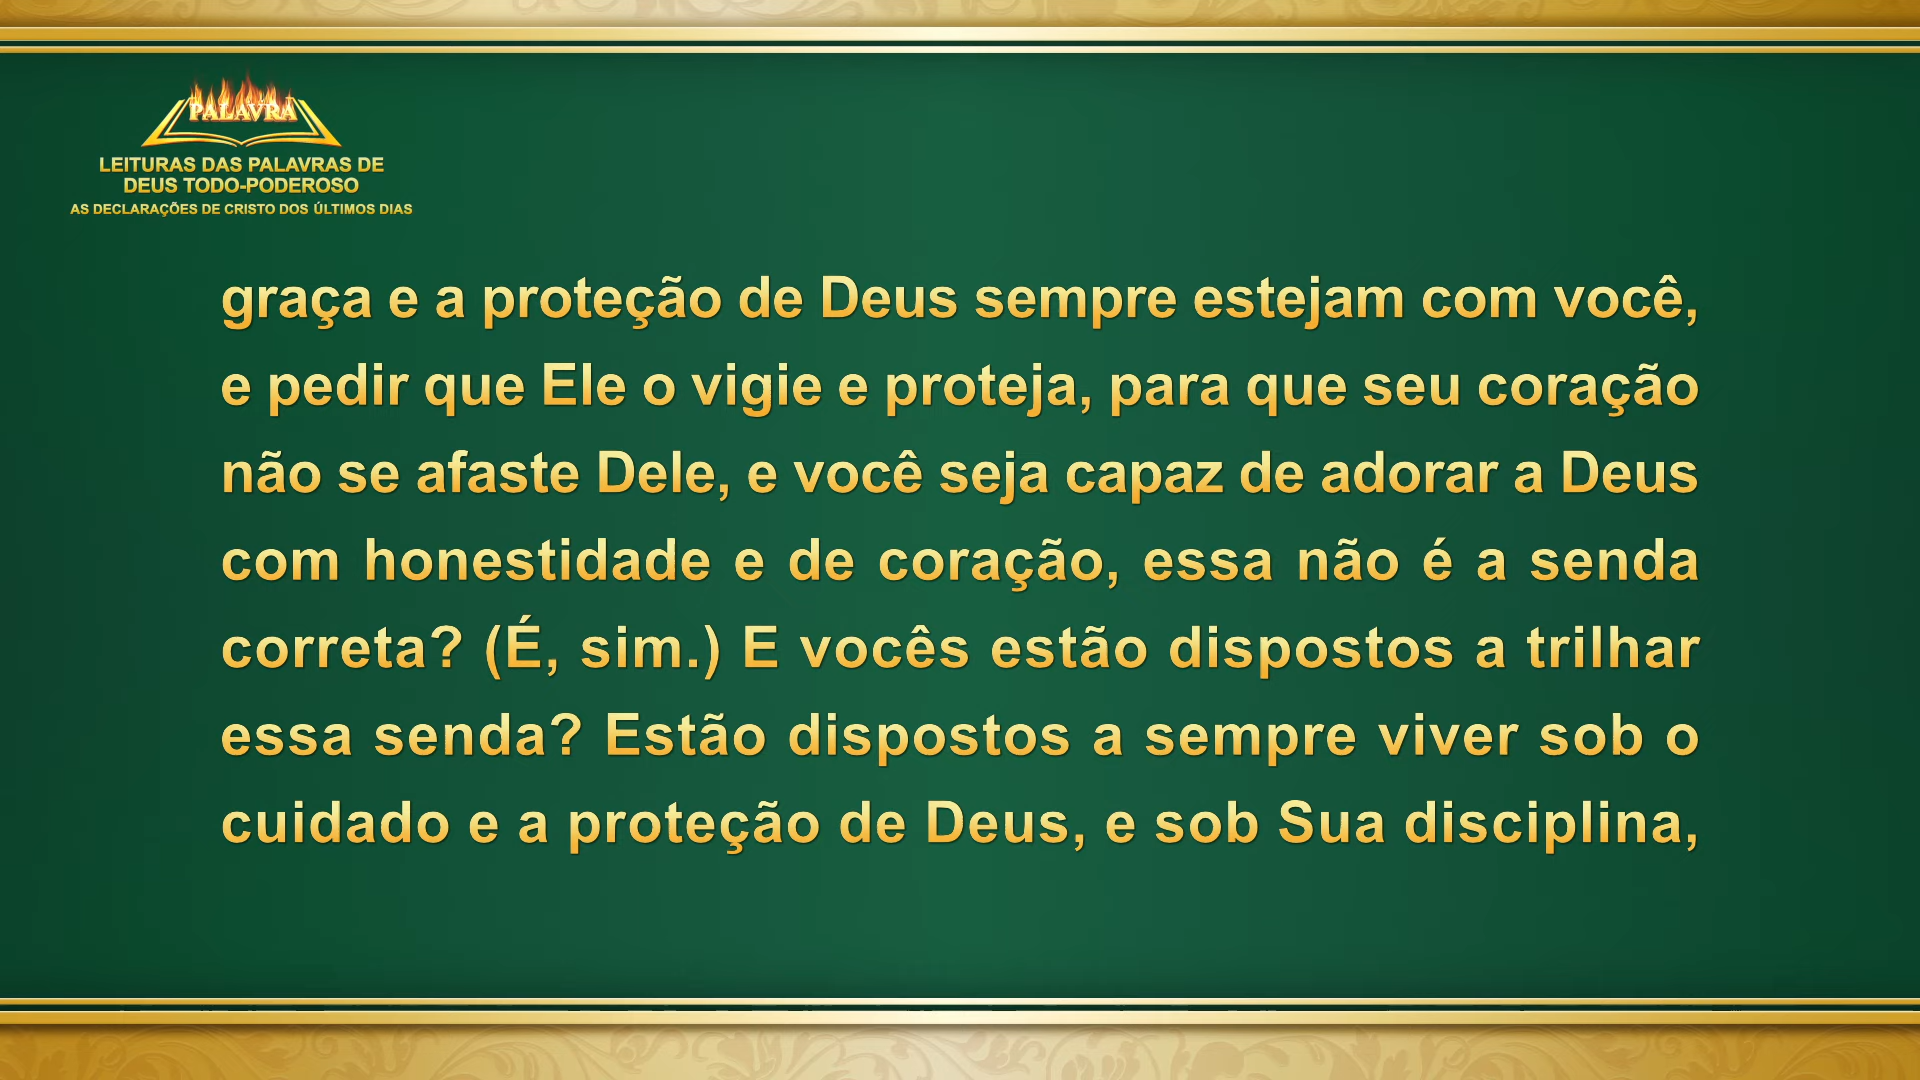 PALAVRA
LEITURAS DAS PALAVRAS DE
DEUS TODO-PODEROSO
AS DECLARAÇÕES DE CRISTO DOS ÚLTIMOS DIAS
graça e a proteção de Deus sempre estejam com você,
e pedir que Ele o vigie e proteja, para que seu coração
não se afaste Dele, e você seja capaz de adorar a Deus
com honestidade e de coração, essa não é a senda
correta? (É, sim.) E vocês estão dispostos a trilhar
essa senda? Estão dispostos a sempre viver sob o
cuidado e a proteção de Deus, e sob Sua disciplina,